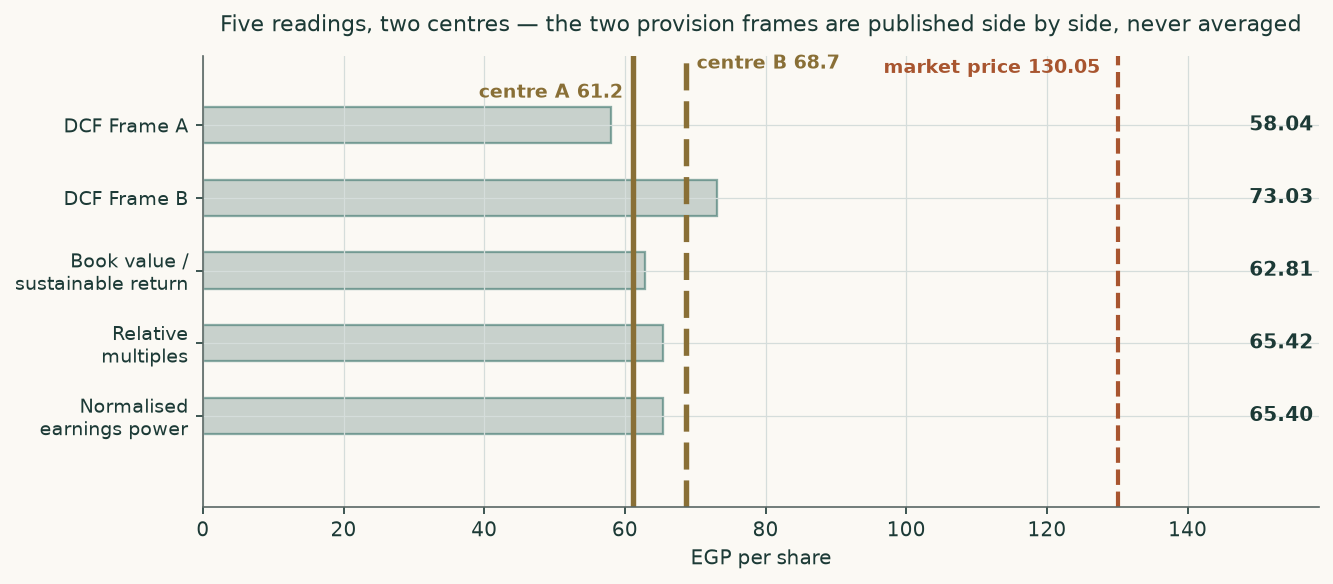 Five readings, two centres — the two provision frames are published side by side, never averaged
centre B 68.7
market price 130.05
centre A 61.2
DCF Frame A
58.04
DCF Frame B
73.03
Book value /
sustainable return
62.81
Relative
multiples
65.42
Normalised
earnings power
65.40
0 20 40 60 80 100 120 140
EGP per share